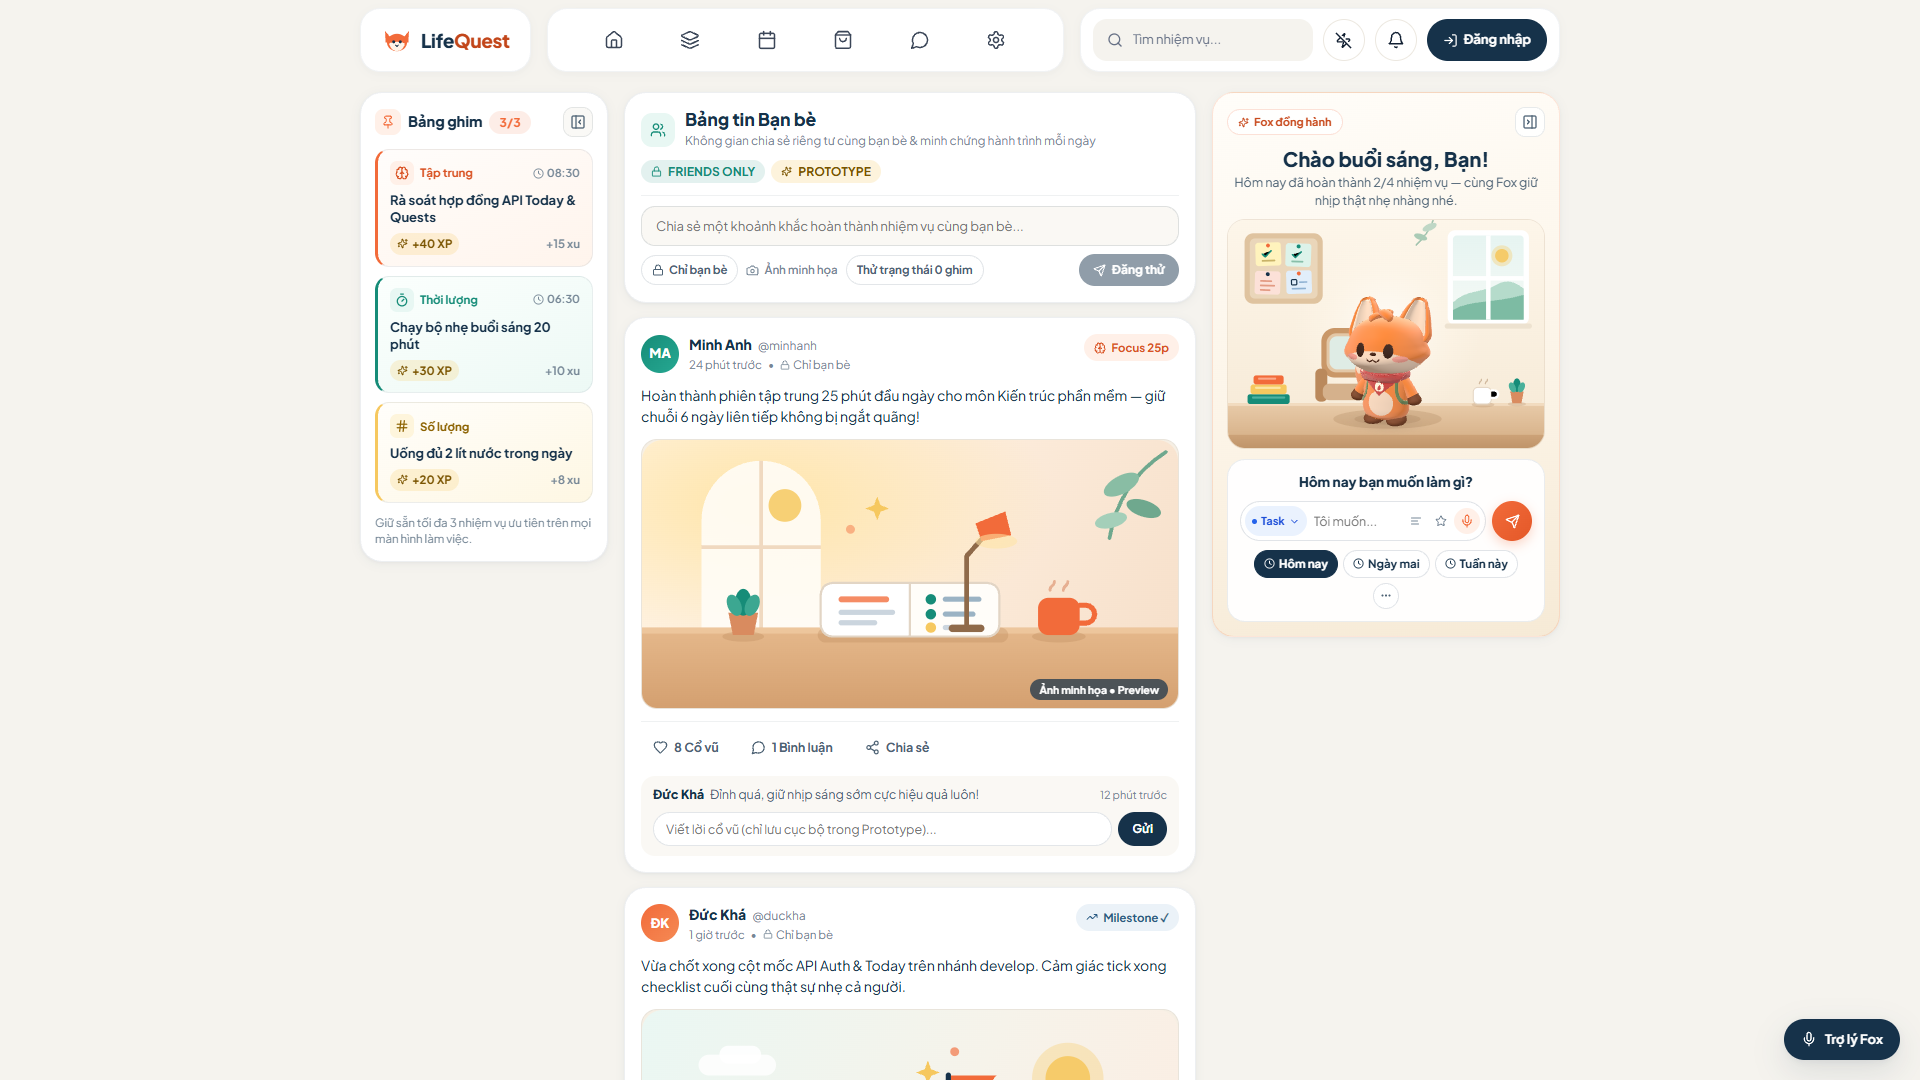 LifeQuest
Tìm nhiệm vụ...
Đăng nhập
Bảng ghim 3/3
Tập trung 08:30
Rà soát hợp đồng API Today &
Quests
+40 XP +15 xu
Thời lượng 06:30
Chạy bộ nhẹ buổi sáng 20
phút
+30 XP +10 xu
Số lượng
Uống đủ 2 lít nước trong ngày
+20 XP +8 xu
Giữ sẵn tối đa 3 nhiệm vụ ưu tiên trên mọi
màn hình làm việc.
Bảng tin Bạn bè
Không gian chia sẻ riêng tư cùng bạn bè & minh chứng hành trình mỗi ngày
FRIENDS ONLY PROTOTYPE
Chia sẻ một khoảnh khắc hoàn thành nhiệm vụ cùng bạn bè...
Chỉ bạn bè Ảnh minh họa Thử trạng thái 0 ghim Đăng thử
MA Minh Anh @minhanh Focus 25p
24 phút trước • Chỉ bạn bè
Hoàn thành phiên tập trung 25 phút đầu ngày cho môn Kiến trúc phần mềm — giữ
chuỗi 6 ngày liên tiếp không bị ngắt quãng!
Ảnh minh họa • Preview
8 Cổ vũ 1 Bình luận Chia sẻ
Đức Khá Đỉnh quá, giữ nhịp sáng sớm cực hiệu quả luôn! 12 phút trước
Viết lời cổ vũ (chỉ lưu cục bộ trong Prototype)... Gửi
ĐK Đức Khá @duckha Milestone ✓
1 giờ trước • Chỉ bạn bè
Vừa chốt xong cột mốc API Auth & Today trên nhánh develop. Cảm giác tick xong
checklist cuối cùng thật sự nhẹ cả người.
Fox đồng hành
Chào buổi sáng, Bạn!
Hôm nay đã hoàn thành 2/4 nhiệm vụ — cùng Fox giữ
nhịp thật nhẹ nhàng nhé.
Hôm nay bạn muốn làm gì?
Task Tôi muốn...
Hôm nay Ngày mai Tuần này
...
Trợ lý Fox